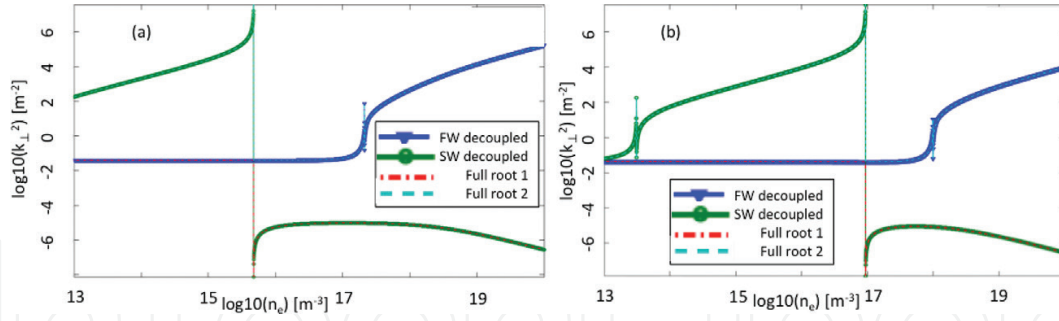 (a)
6
4
2
0
-2
-4
-6
log10(k⊥²) [m⁻²]
FW decoupled
SW decoupled
Full root 1
Full root 2
13
15
17
19
log10(nₑ) [m⁻³]
(b)
6
4
2
0
-2
-4
-6
log10(k⊥²) [m⁻²]
FW decoupled
SW decoupled
Full root 1
Full root 2
13
15
17
19
log10(nₑ) [m⁻³]